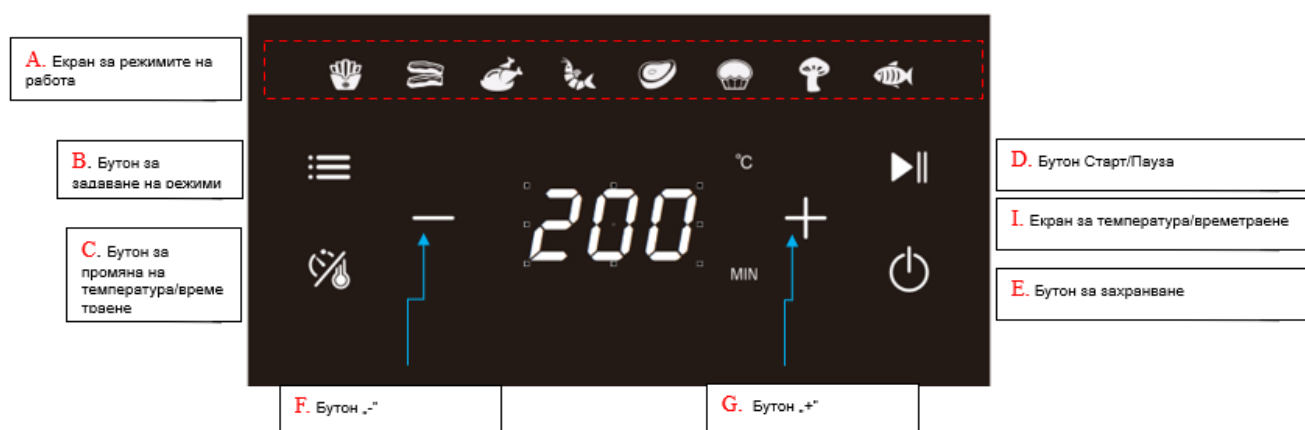 A. Екран за режимите на
работа
B. Бутон за
задаване на режими
C. Бутон за
промяна на
температура/време
траене
°C
200
MIN
D. Бутон Старт/Пауза
I. Екран за температура/времетраене
E. Бутон за захранване
F. Бутон „-“
G. Бутон „+“